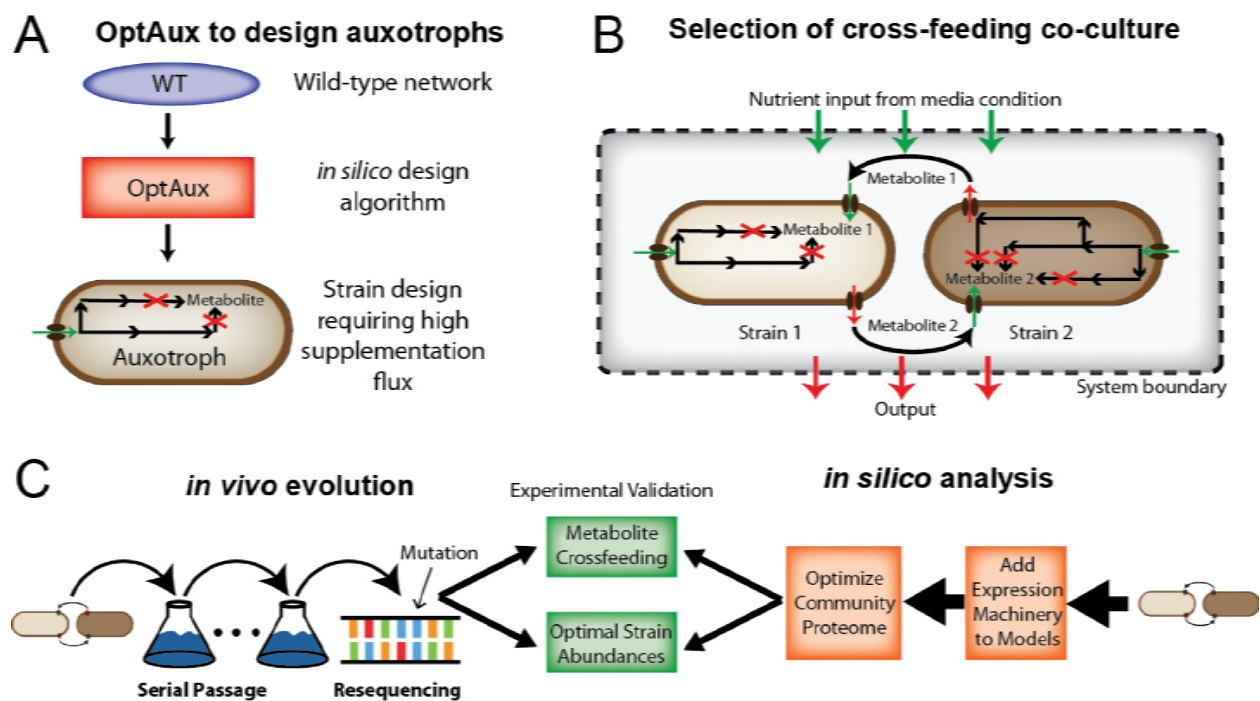 A
OptAux to design auxotrophs
WT
Wild-type network
OptAux
in silico design
algorithm
Metabolite
Auxotroph
Strain design
requiring high
supplementation
flux
B
Selection of cross-feeding co-culture
Nutrient input from media condition
Metabolite 1
Metabolite 1
Metabolite 2
Strain 1
Metabolite 2
Strain 2
System boundary
Output
C
in vivo evolution
Mutation
Serial Passage
Resequencing
Experimental Validation
Metabolite
Crossfeeding
Optimal Strain
Abundances
in silico analysis
Optimize
Community
Proteome
Add
Expression
Machinery
to Models